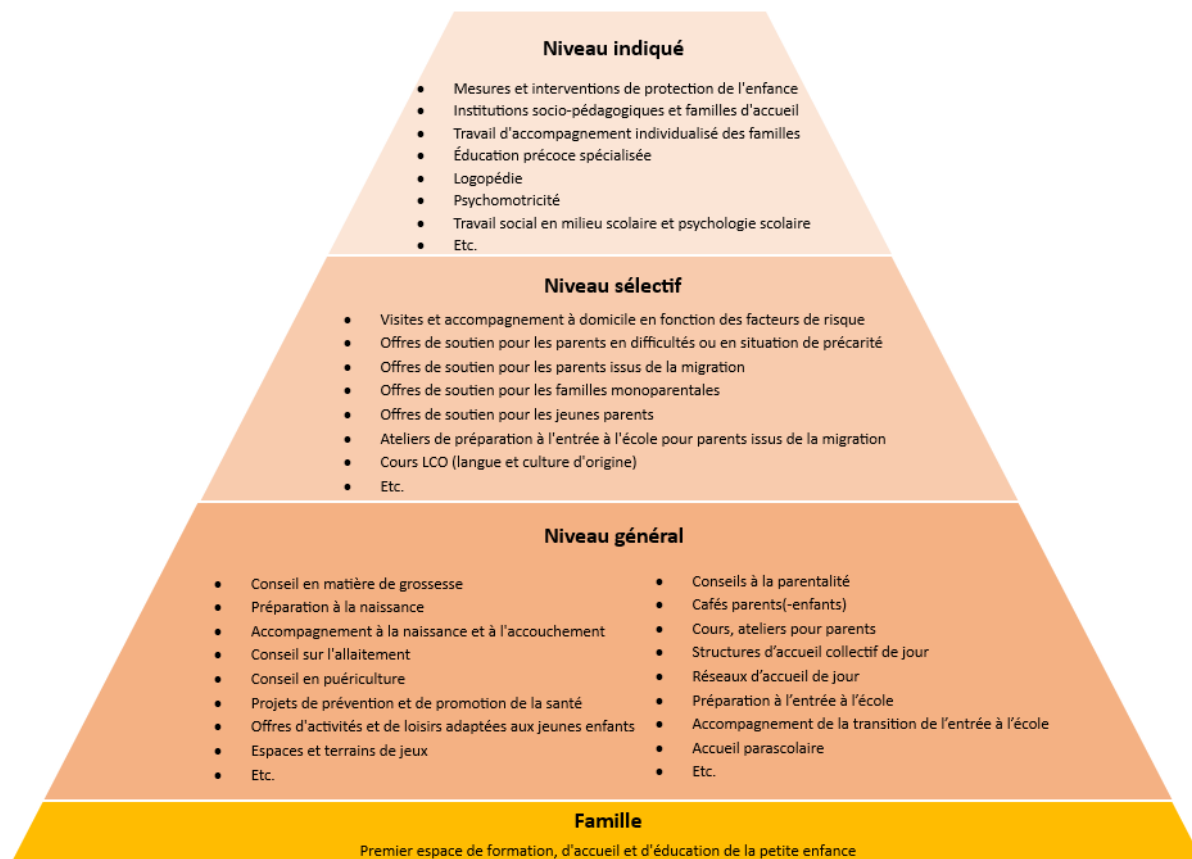 Niveau indiqué
• Mesures et interventions de protection de l'enfance
• Institutions socio-pédagogiques et familles d'accueil
• Travail d'accompagnement individualisé des familles
• Éducation précoce spécialisée
• Logopédie
• Psychomotricité
• Travail social en milieu scolaire et psychologie scolaire
• Etc.
Niveau sélectif
• Visites et accompagnement à domicile en fonction des facteurs de risque
• Offres de soutien pour les parents en difficultés ou en situation de précarité
• Offres de soutien pour les parents issus de la migration
• Offres de soutien pour les familles monoparentales
• Offres de soutien pour les jeunes parents
• Ateliers de préparation à l'entrée à l'école pour parents issus de la migration
• Cours LCO (langue et culture d'origine)
• Etc.
Niveau général
• Conseil en matière de grossesse
• Préparation à la naissance
• Accompagnement à la naissance et à l'accouchement
• Conseil sur l'allaitement
• Conseil en puériculture
• Projets de prévention et de promotion de la santé
• Offres d'activités et de loisirs adaptées aux jeunes enfants
• Espaces et terrains de jeux
• Etc.
• Conseils à la parentalité
• Cafés parents(-enfants)
• Cours, ateliers pour parents
• Structures d’accueil collectif de jour
• Réseaux d’accueil de jour
• Préparation à l’entrée à l’école
• Accompagnement de la transition de l’entrée à l’école
• Accueil parascolaire
• Etc.
Famille
Premier espace de formation, d'accueil et d'éducation de la petite enfance